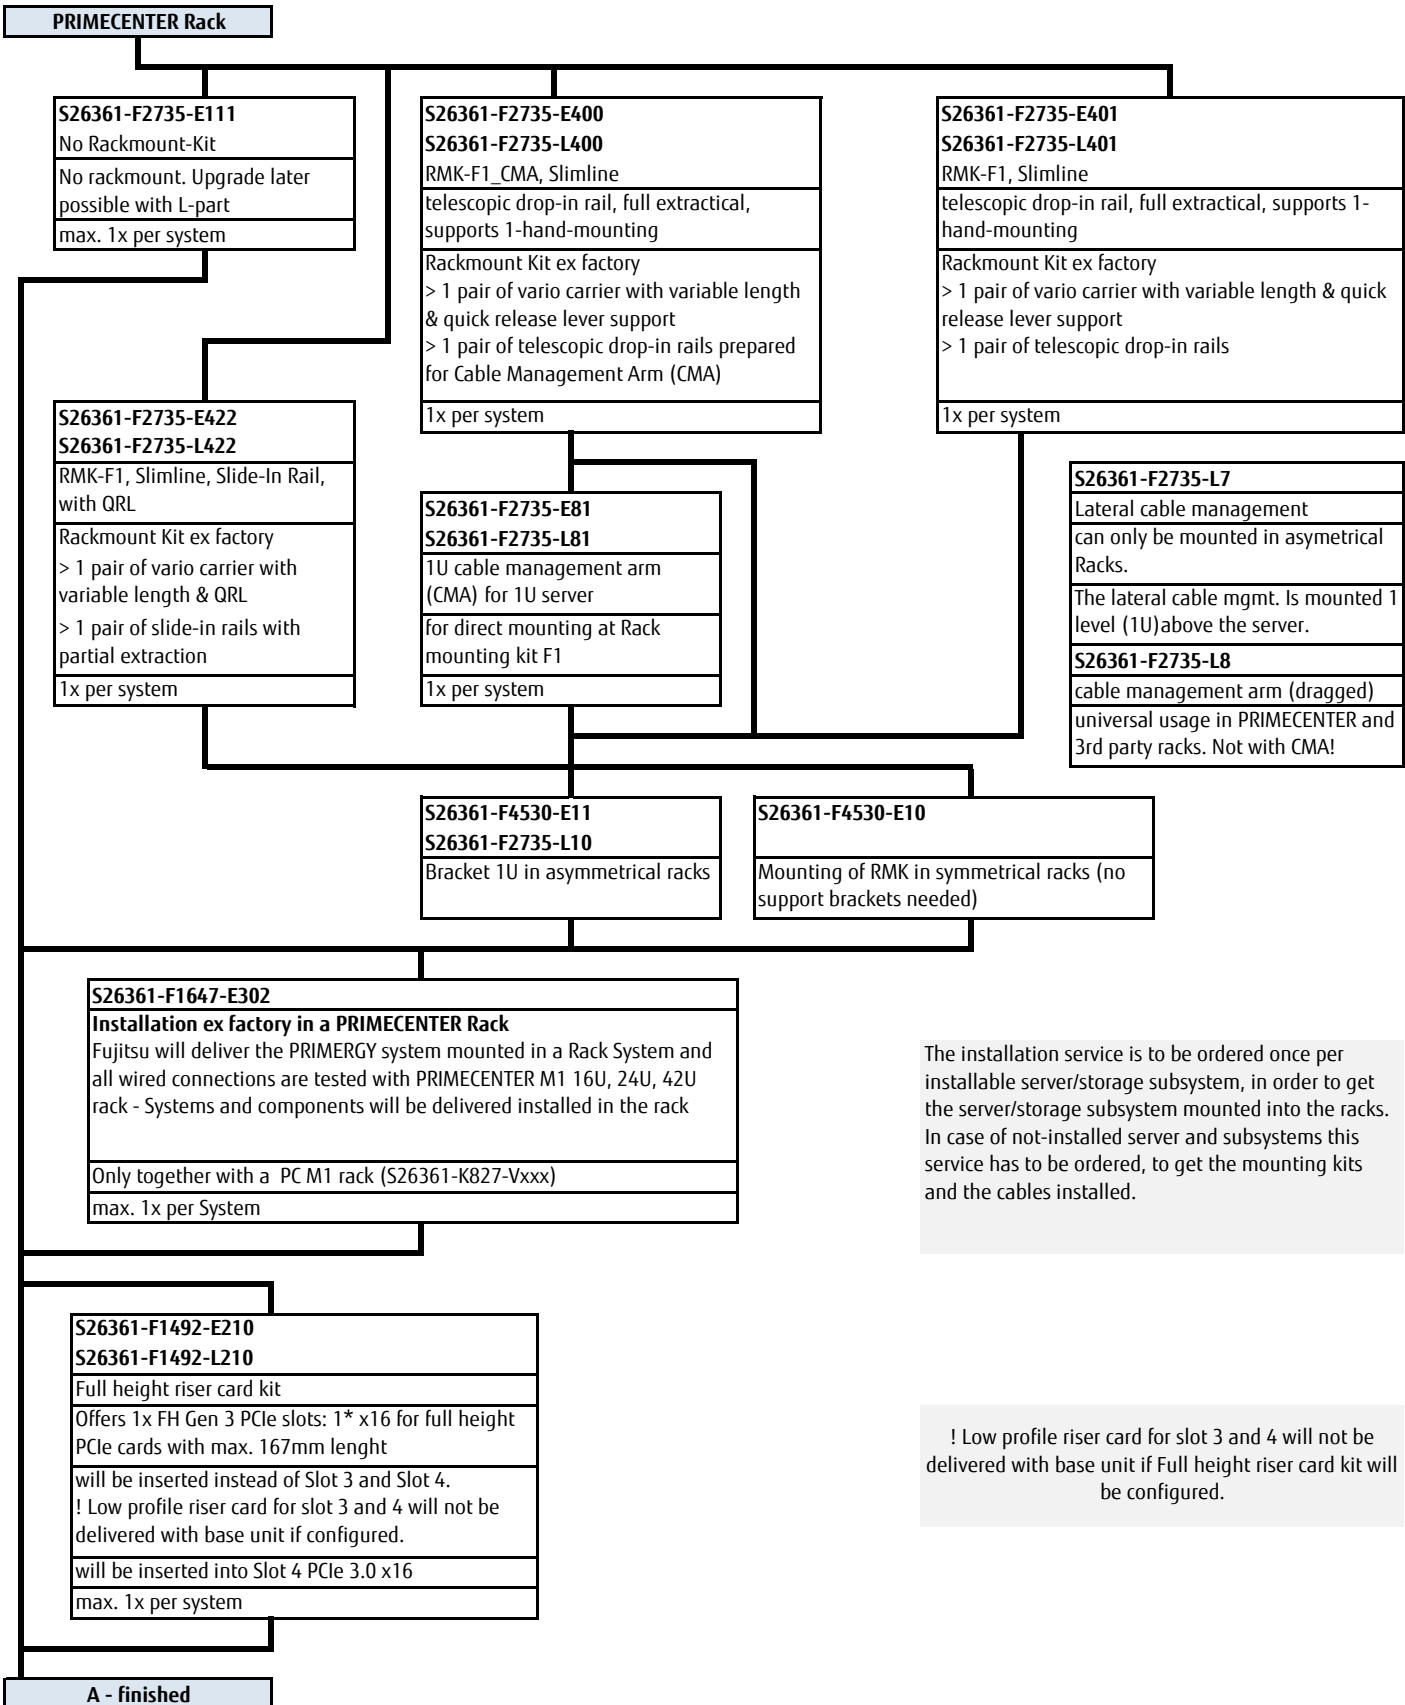 PRIMECENTER Rack
S26361-F2735-E111
No Rackmount-Kit
No rackmount. Upgrade later
possible with L-part
max. 1x per system
S26361-F2735-E400
S26361-F2735-L400
RMK-F1_CMA, Slimline
telescopic drop-in rail, full extractical,
supports 1-hand-mounting
Rackmount Kit ex factory
> 1 pair of vario carrier with variable length
& quick release lever support
> 1 pair of telescopic drop-in rails prepared
for Cable Management Arm (CMA)
1x per system
S26361-F2735-E401
S26361-F2735-L401
RMK-F1, Slimline
telescopic drop-in rail, full extractical, supports 1-
hand-mounting
Rackmount Kit ex factory
> 1 pair of vario carrier with variable length & quick
release lever support
> 1 pair of telescopic drop-in rails
1x per system
S26361-F2735-E422
S26361-F2735-L422
RMK-F1, Slimline, Slide-In Rail,
with QRL
Rackmount Kit ex factory
> 1 pair of vario carrier with
variable length & QRL
> 1 pair of slide-in rails with
partial extraction
1x per system
S26361-F2735-E81
S26361-F2735-L81
1U cable management arm
(CMA) for 1U server
for direct mounting at Rack
mounting kit F1
1x per system
S26361-F2735-L7
Lateral cable management
can only be mounted in asymetrical
Racks.
The lateral cable mgmt. Is mounted 1
level (1U)above the server.
S26361-F2735-L8
cable management arm (dragged)
universal usage in PRIMECENTER and
3rd party racks. Not with CMA!
S26361-F4530-E11
S26361-F2735-L10
Bracket 1U in asymmetrical racks
S26361-F4530-E10
Mounting of RMK in symmetrical racks (no
support brackets needed)
S26361-F1647-E302
Installation ex factory in a PRIMECENTER Rack
Fujitsu will deliver the PRIMERGY system mounted in a Rack System and
all wired connections are tested with PRIMECENTER M1 16U, 24U, 42U
rack - Systems and components will be delivered installed in the rack
Only together with a  PC M1 rack (S26361-K827-Vxxx)
max. 1x per System
The installation service is to be ordered once per
installable server/storage subsystem, in order to get
the server/storage subsystem mounted into the racks.
In case of not-installed server and subsystems this
service has to be ordered, to get the mounting kits
and the cables installed.
S26361-F1492-E210
S26361-F1492-L210
Full height riser card kit
Offers 1x FH Gen 3 PCIe slots: 1* x16 for full height
PCIe cards with max. 167mm lenght
will be inserted instead of Slot 3 and Slot 4.
! Low profile riser card for slot 3 and 4 will not be
delivered with base unit if configured.
will be inserted into Slot 4 PCIe 3.0 x16
max. 1x per system
! Low profile riser card for slot 3 and 4 will not be
delivered with base unit if Full height riser card kit will
be configured.
A - finished